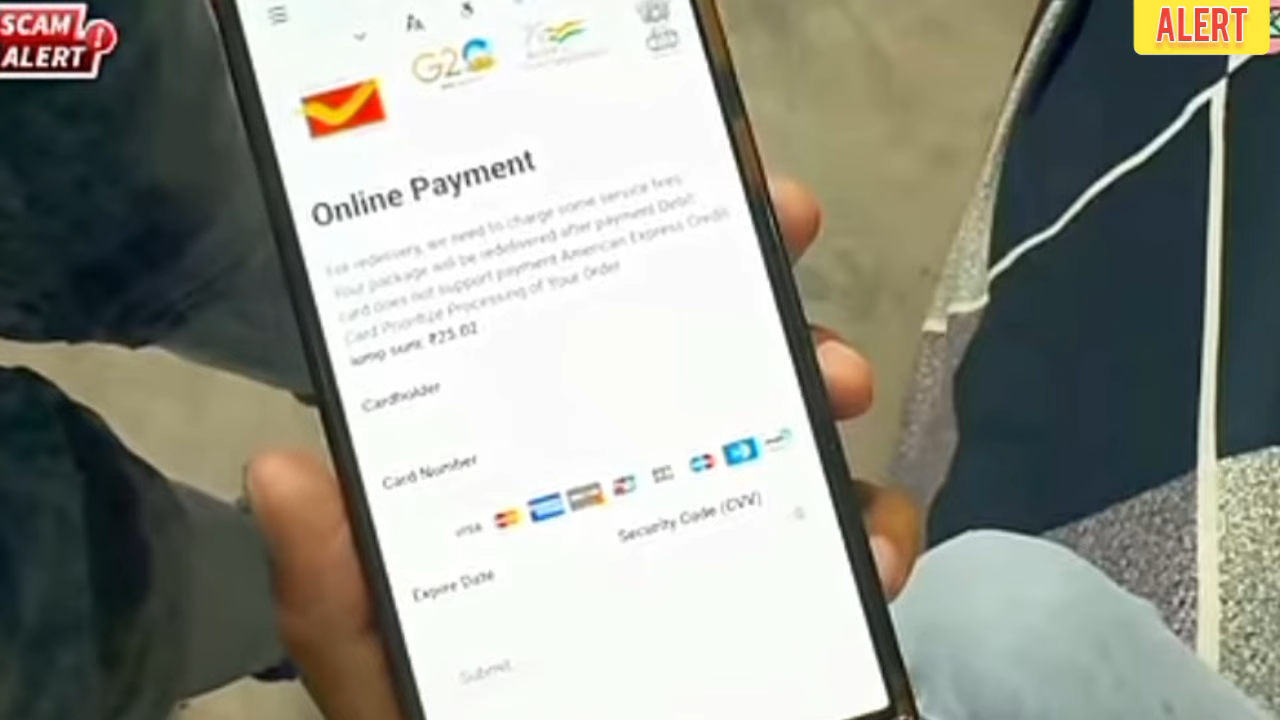 SCAM
ALERT
ALERT
G20
Online Payment
For redelivery, we need to charge some service fees.
Your package will be redelivered after payment Debit
card does not support payment American Express Credit
Card Prioritize Processing of Your Order
lump sum: ₹25.02
Cardholder
Card Number
VISA
Security Code (CVV)
Expire Date
Submit